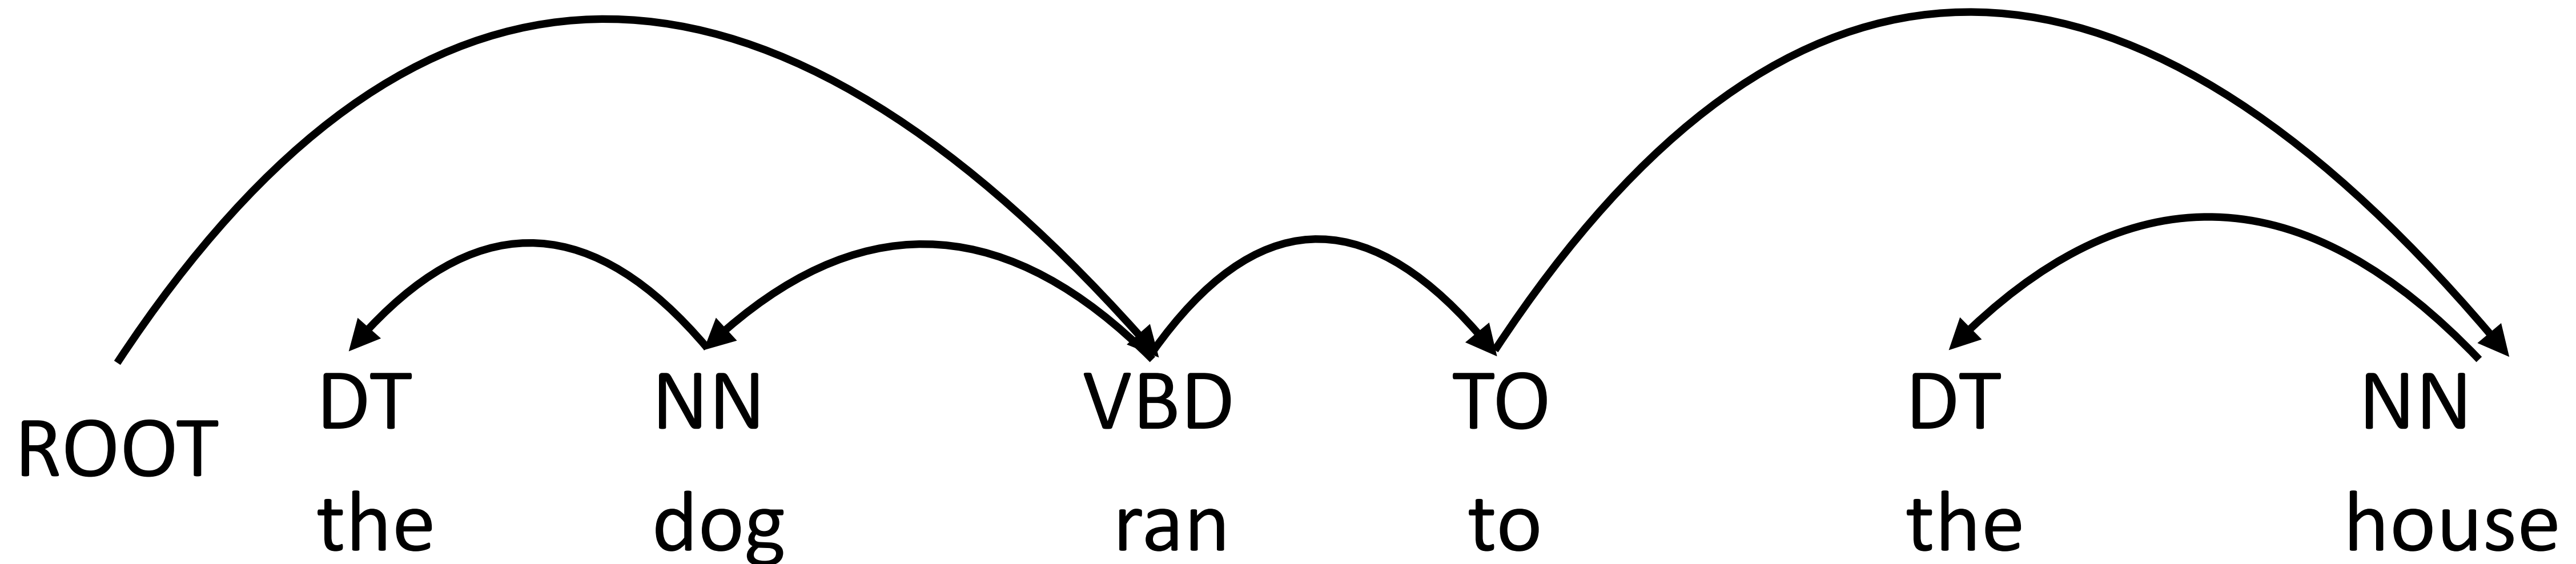 ROOT DT NN VBD TO DT NN
the dog ran to the house